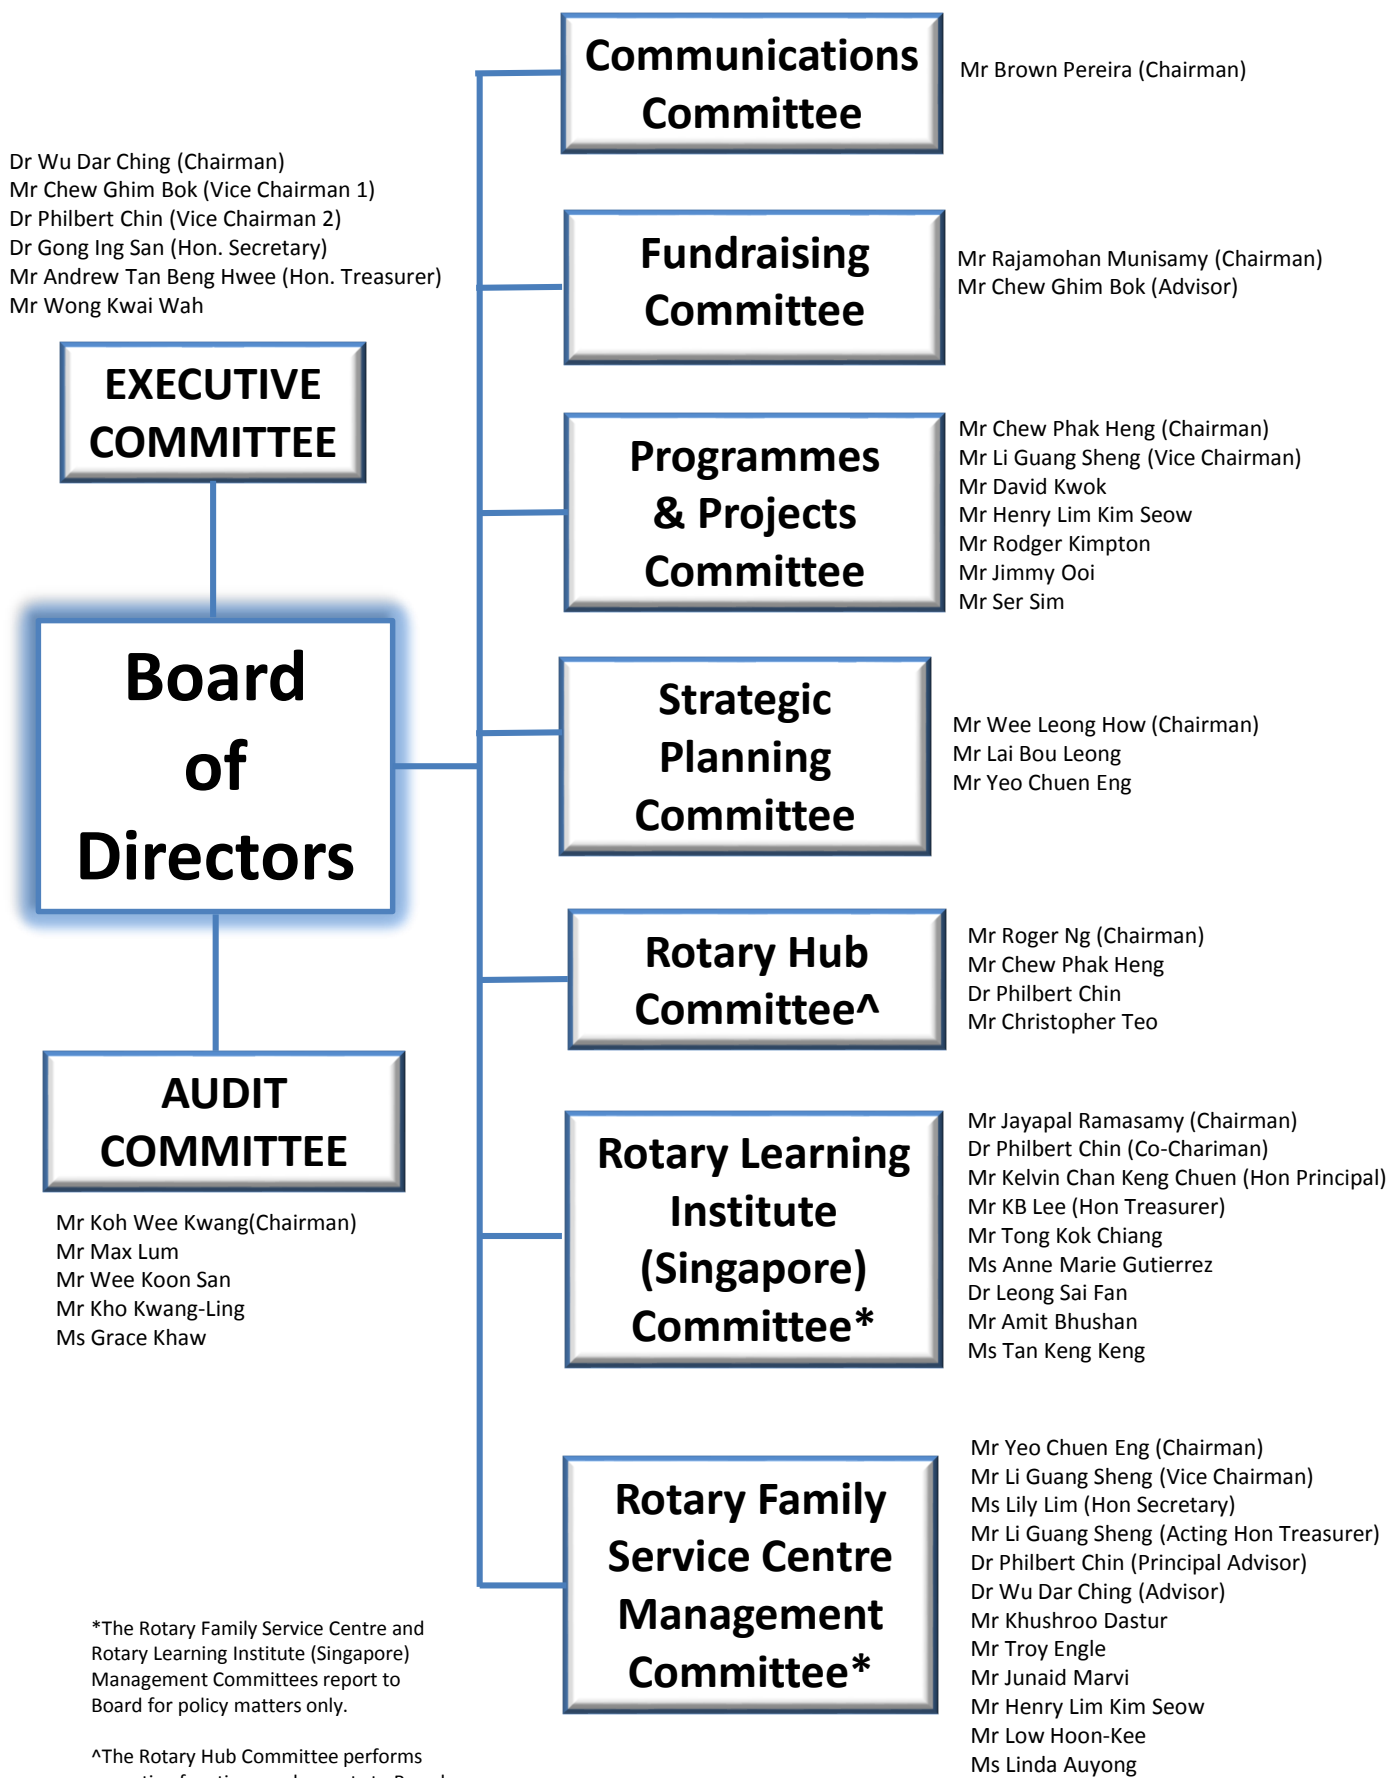 Communications
Committee
Mr Brown Pereira (Chairman)
Dr Wu Dar Ching (Chairman)
Mr Chew Ghim Bok (Vice Chairman 1)
Dr Philbert Chin (Vice Chairman 2)
Dr Gong Ing San (Hon. Secretary)
Mr Andrew Tan Beng Hwee (Hon. Treasurer)
Mr Wong Kwai Wah
EXECUTIVE
COMMITTEE
Fundraising
Committee
Mr Rajamohan Munisamy (Chairman)
Mr Chew Ghim Bok (Advisor)
Programmes
& Projects
Committee
Mr Chew Phak Heng (Chairman)
Mr Li Guang Sheng (Vice Chairman)
Mr David Kwok
Mr Henry Lim Kim Seow
Mr Rodger Kimpton
Mr Jimmy Ooi
Mr Ser Sim
Board
of
Directors
Strategic
Planning
Committee
Mr Wee Leong How (Chairman)
Mr Lai Bou Leong
Mr Yeo Chuen Eng
Rotary Hub
Committee^
Mr Roger Ng (Chairman)
Mr Chew Phak Heng
Dr Philbert Chin
Mr Christopher Teo
AUDIT
COMMITTEE
Mr Koh Wee Kwang(Chairman)
Mr Max Lum
Mr Wee Koon San
Mr Kho Kwang-Ling
Ms Grace Khaw
Rotary Learning
Institute
(Singapore)
Committee*
Mr Jayapal Ramasamy (Chairman)
Dr Philbert Chin (Co-Chariman)
Mr Kelvin Chan Keng Chuen (Hon Principal)
Mr KB Lee (Hon Treasurer)
Mr Tong Kok Chiang
Ms Anne Marie Gutierrez
Dr Leong Sai Fan
Mr Amit Bhushan
Ms Tan Keng Keng
Rotary Family
Service Centre
Management
Committee*
Mr Yeo Chuen Eng (Chairman)
Mr Li Guang Sheng (Vice Chairman)
Ms Lily Lim (Hon Secretary)
Mr Li Guang Sheng (Acting Hon Treasurer)
Dr Philbert Chin (Principal Advisor)
Dr Wu Dar Ching (Advisor)
Mr Khushroo Dastur
Mr Troy Engle
Mr Junaid Marvi
Mr Henry Lim Kim Seow
Mr Low Hoon-Kee
Ms Linda Auyong
*The Rotary Family Service Centre and
Rotary Learning Institute (Singapore)
Management Committees report to
Board for policy matters only.
^The Rotary Hub Committee performs